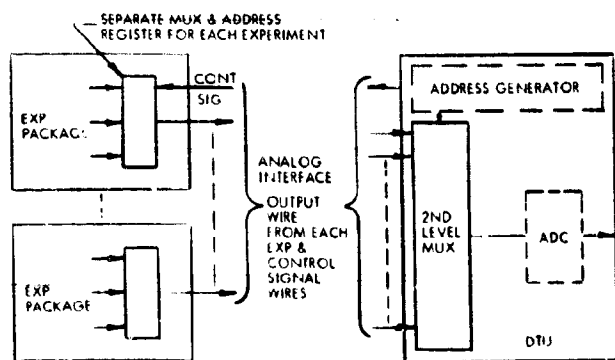 SEPARATE MUX & ADDRESS
REGISTER FOR EACH EXPERIMENT
CONT
SIG
EXP
PACKAGE
ANALOG
INTERFACE
OUTPUT
WIRE
FROM EACH
EXP &
CONTROL
SIGNAL
WIRES
EXP
PACKAGE
ADDRESS GENERATOR
2ND
LEVEL
MUX
ADC